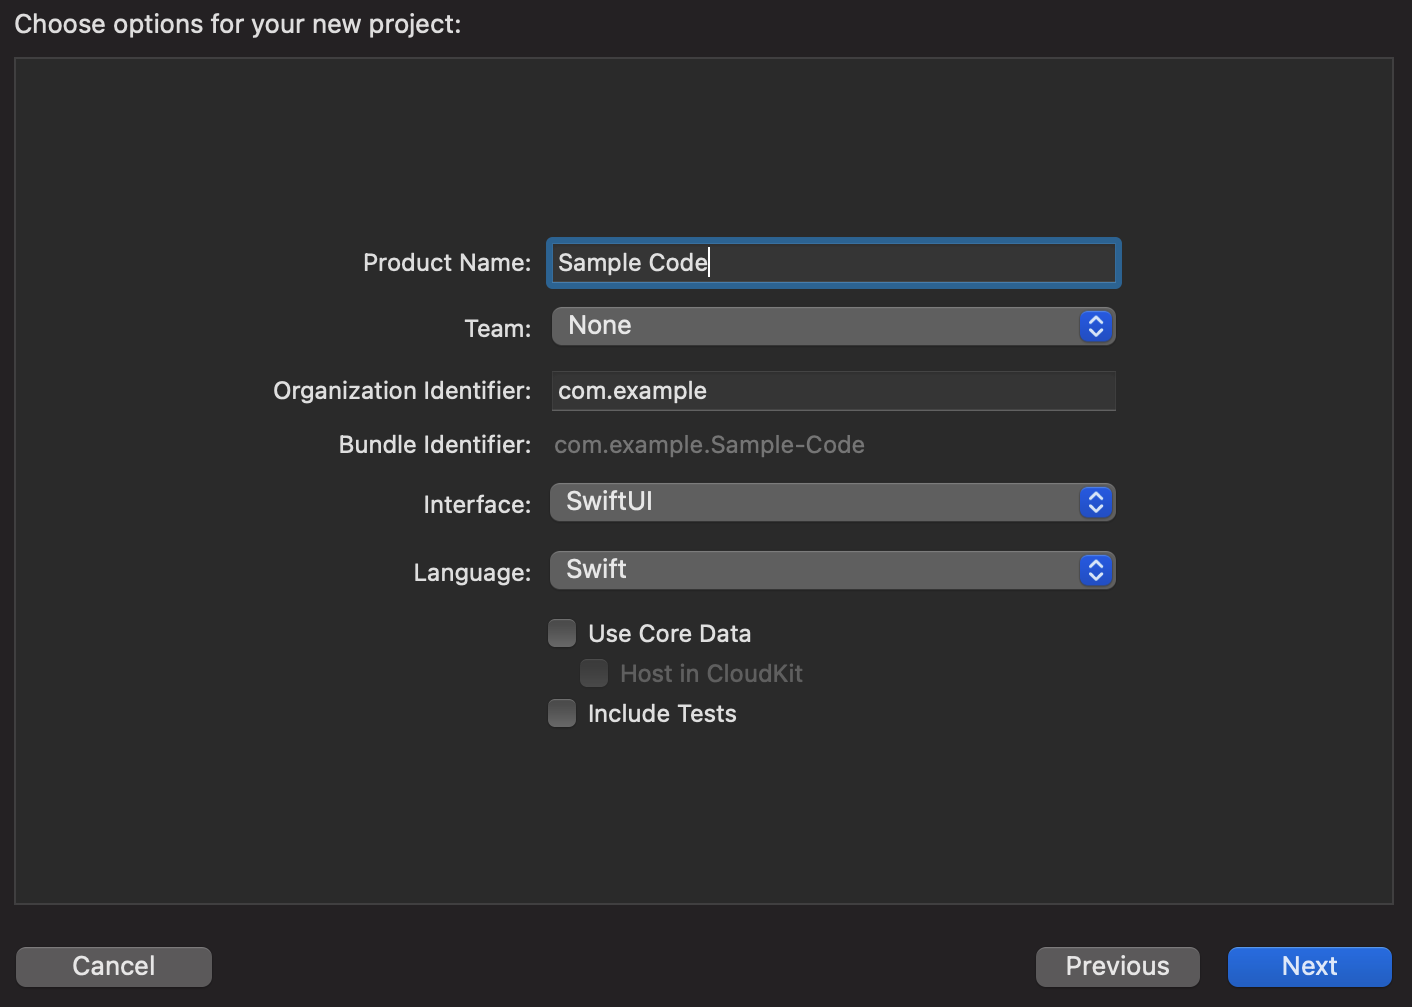 Choose options for your new project:
Product Name: Sample Code
Team: None
Organization Identifier: com.example
Bundle Identifier: com.example.Sample-Code
Interface: SwiftUI
Language: Swift
Use Core Data
Host in CloudKit
Include Tests
Cancel Previous Next